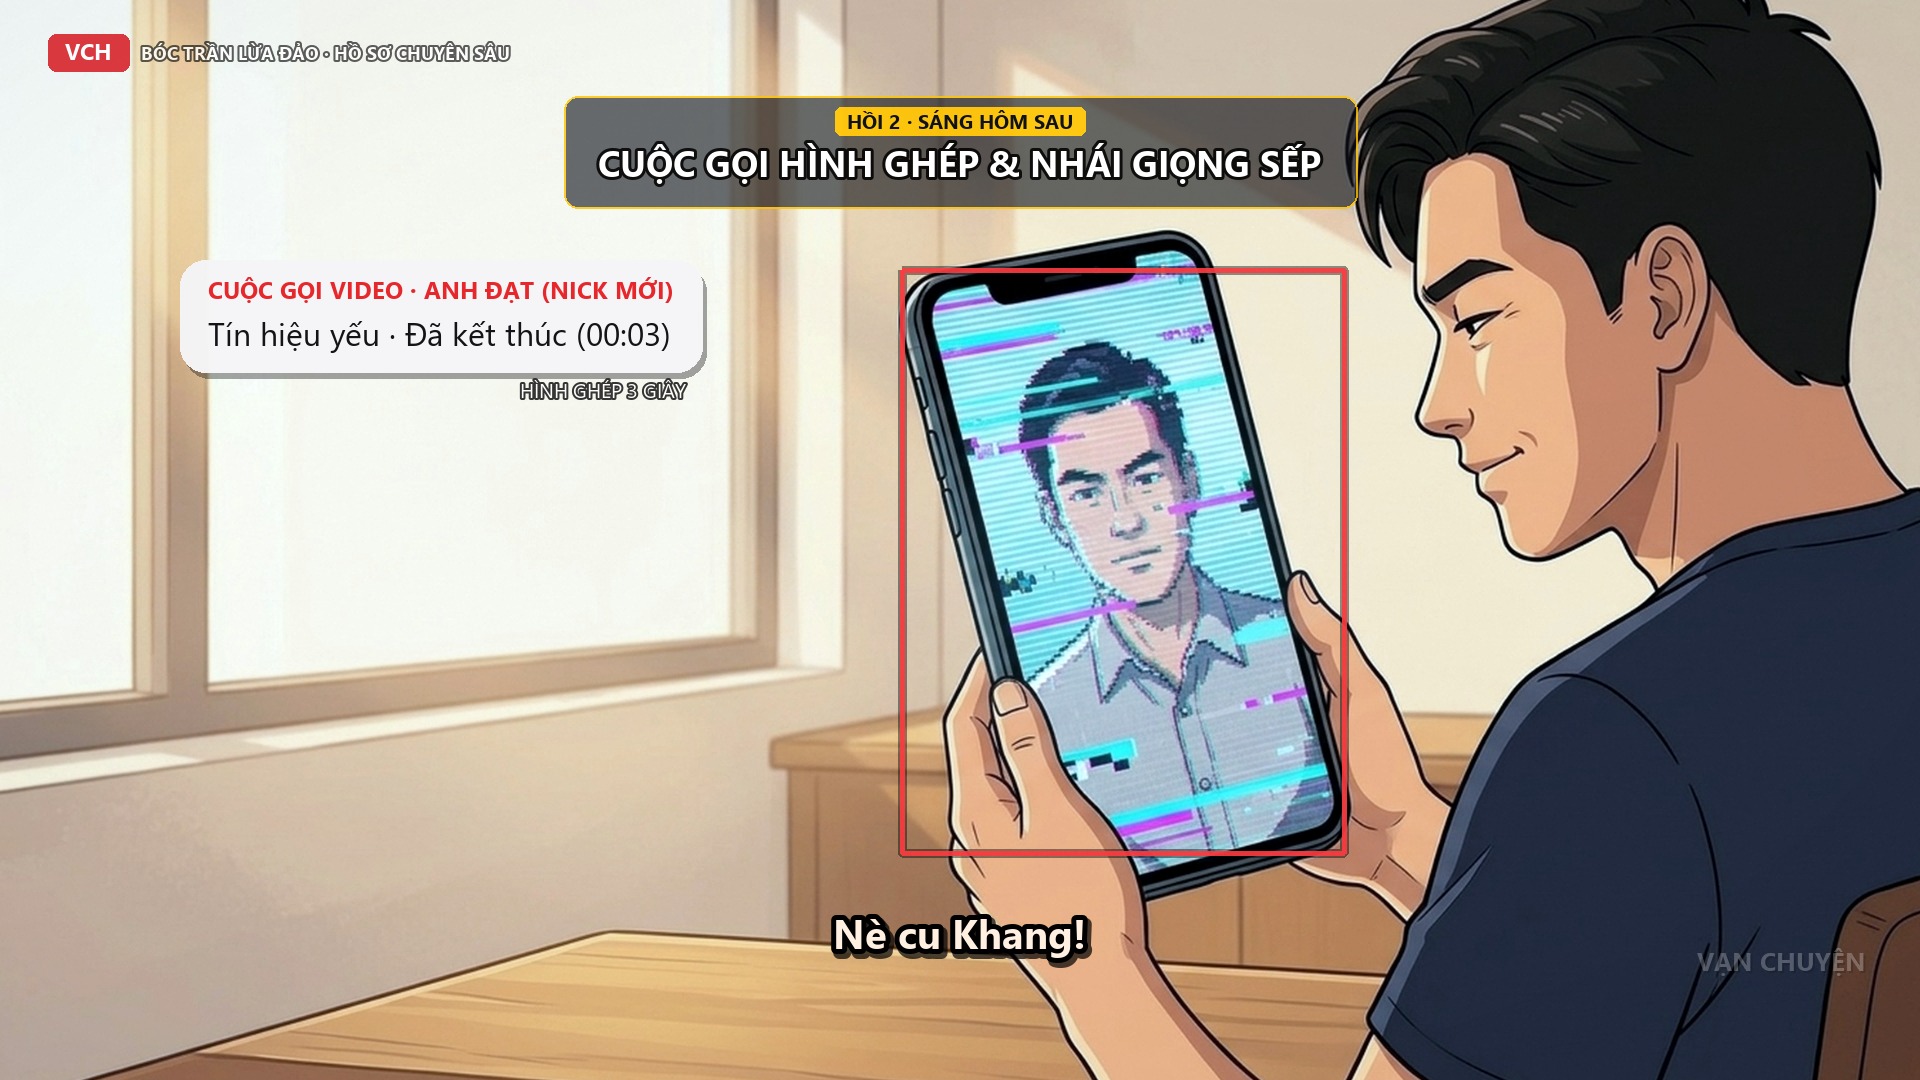 VCH BÓC TRẦN LỪA ĐẢO · HỒ SƠ CHUYÊN SÂU
HỒI 2 · SÁNG HÔM SAU
CUỘC GỌI HÌNH GHÉP & NHÁI GIỌNG SẾP
CUỘC GỌI VIDEO · ANH ĐẠT (NICK MỚI)
Tín hiệu yếu · Đã kết thúc (00:03)
HÌNH GHÉP 3 GIÂY
Nè cu Khang!
VẠN CHUYỆN